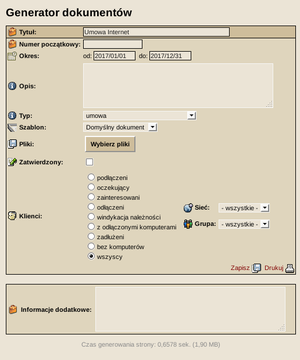 Generator dokumentów
Tytuł: Umowa Internet
Numer początkowy:
Okres: od: 2017/01/01 do: 2017/12/31
Opis:
Typ: umowa
Szablon: Domyślny dokument
Pliki: Wybierz pliki
Zatwierdzony:
podłączeni
oczekujący
zainteresowani
odłączeni
windykacja należności
z odłączonymi komputerami
zadłużeni
bez komputerów
wszyscy
Klienci:
Sieć: - wszystkie -
Grupa: - wszystkie -
Zapisz Drukuj
Informacje dodatkowe:
Czas generowania strony: 0,6578 sek. (1,90 MB)